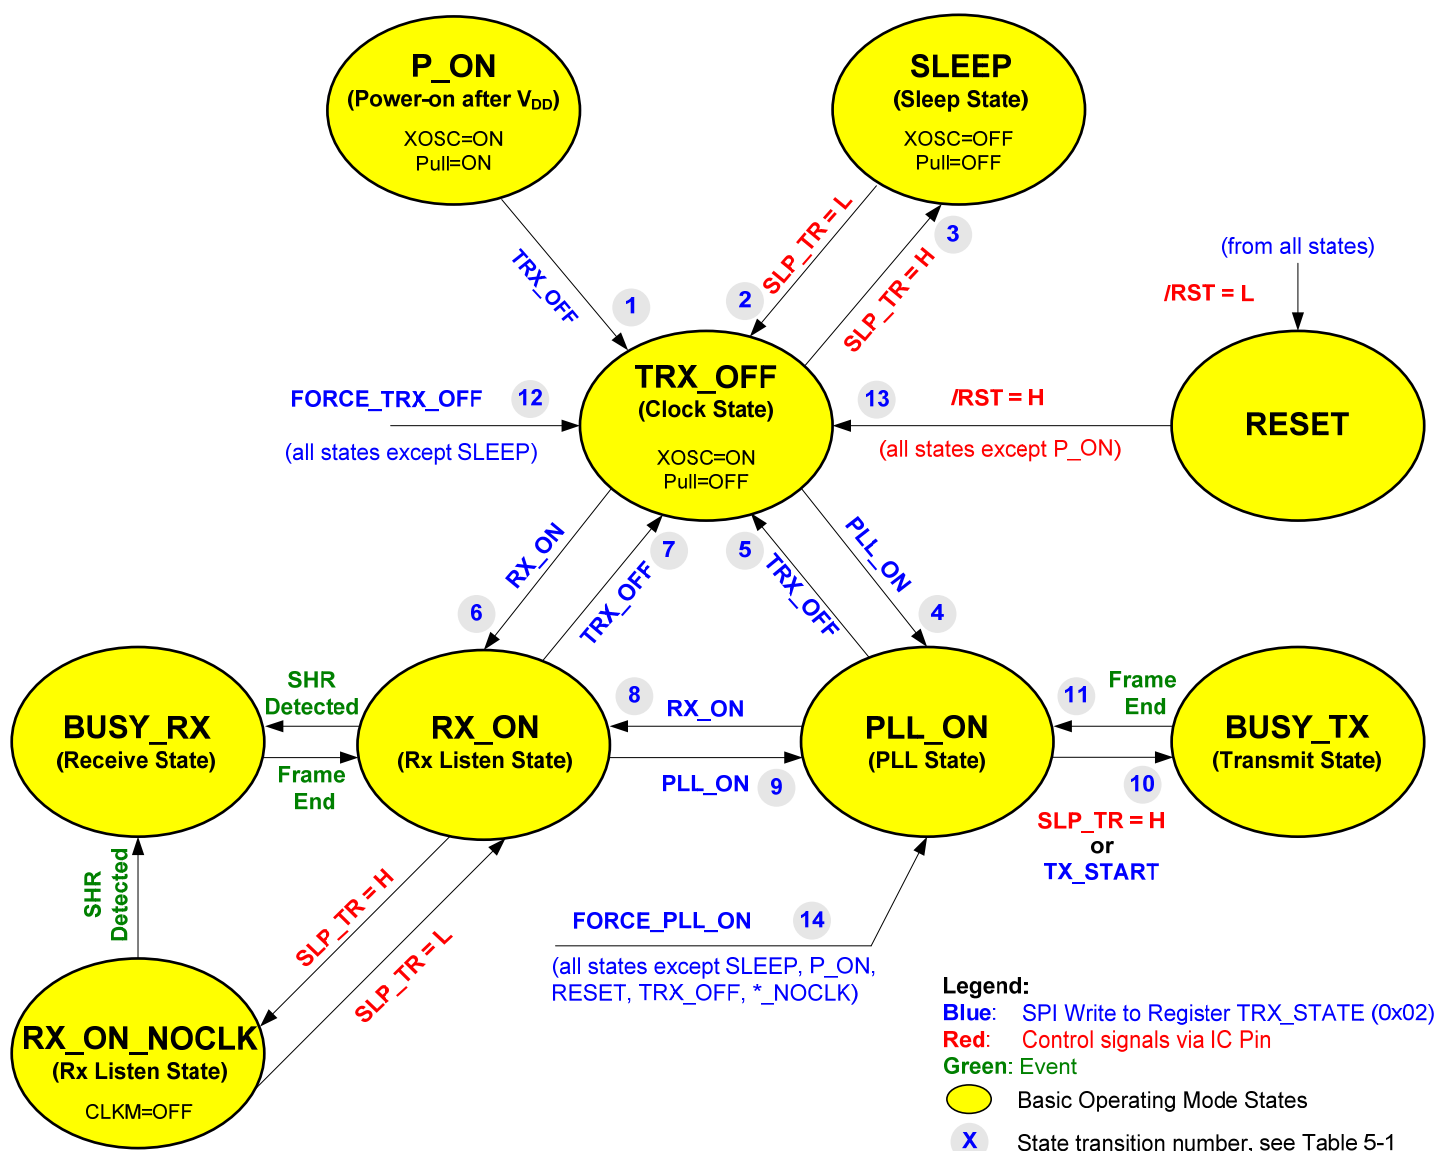 P_ON
(Power-on after VDD)
XOSC=ON
Pull=ON
SLEEP
(Sleep State)
XOSC=OFF
Pull=OFF
TRX_OFF
1
SLP_TR = L
2
SLP_TR = H
3
(from all states)
/RST = L
TRX_OFF
(Clock State)
XOSC=ON
Pull=OFF
FORCE_TRX_OFF
12
(all states except SLEEP)
13
/RST = H
(all states except P_ON)
RESET
RX_ON
6
TRX_OFF
7
5
TRX_OFF
PLL_ON
4
BUSY_RX
(Receive State)
SHR
Detected
Frame
End
RX_ON
(Rx Listen State)
8
RX_ON
PLL_ON
9
PLL_ON
(PLL State)
11
Frame
End
10
SLP_TR = H
or
TX_START
BUSY_TX
(Transmit State)
SHR
Detected
SLP_TR = H
SLP_TR = L
FORCE_PLL_ON
14
(all states except SLEEP, P_ON,
RESET, TRX_OFF, *_NOCLK)
RX_ON_NOCLK
(Rx Listen State)
CLKM=OFF
Legend:
Blue: SPI Write to Register TRX_STATE (0x02)
Red: Control signals via IC Pin
Green: Event
Basic Operating Mode States
X State transition number, see Table 5-1